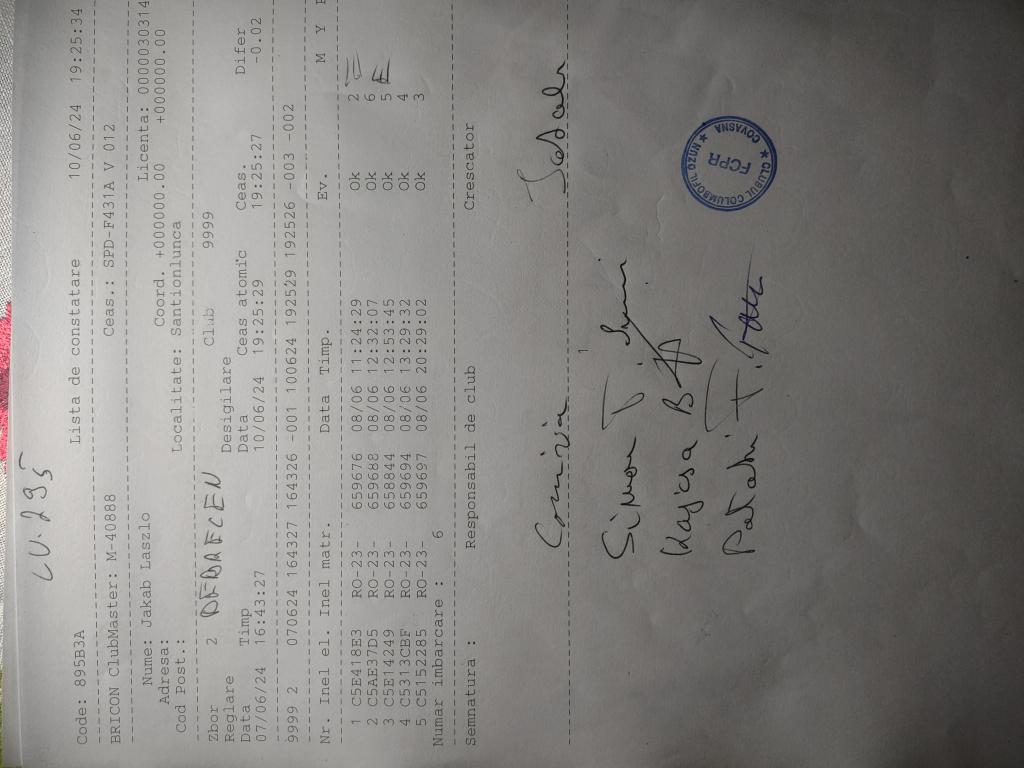 CU. 295
Code: 895B3A Lista de constatare 10/06/24 19:25:34
BRICON ClubMaster: M-40888 Ceas.: SPD-F431A V 012
Nume: Jakab Laszlo Licenta: 0000030314
Adresa: Coord. +000000.00 +000000.00
Cod Post.: Localitate: Santionlunca
Zbor 2 DEBRECEN Club 9999
Reglare Desigilare
Data Timp Data Ceas atomic Ceas. Difer
07/06/24 16:43:27 10/06/24 19:25:29 19:25:27 -0.02
9999 2 070624 164327 164326 -001 100624 192529 192526 -003 -002
Nr. Inel el. Inel matr. Data Timp. Ev. M Y
1 C5E418E3 RO-23- 659676 08/06 11:24:29 Ok 2 E
2 C5AE37D5 RO-23- 659688 08/06 12:32:07 Ok 6
3 C5E14249 RO-23- 658844 08/06 12:53:45 Ok 5 E
4 C5313CBF RO-23- 659694 08/06 13:29:32 Ok 4
5 C51522B5 RO-23- 659697 08/06 20:29:02 Ok 3
Numar imbarcare : 6
Semnatura : Responsabil de club Crescator
Comisia
1
Simon T
Kajcsa B
Pataki F.
CLUBUL COLUMBOFIL OZUN
FCPR
COVASNA